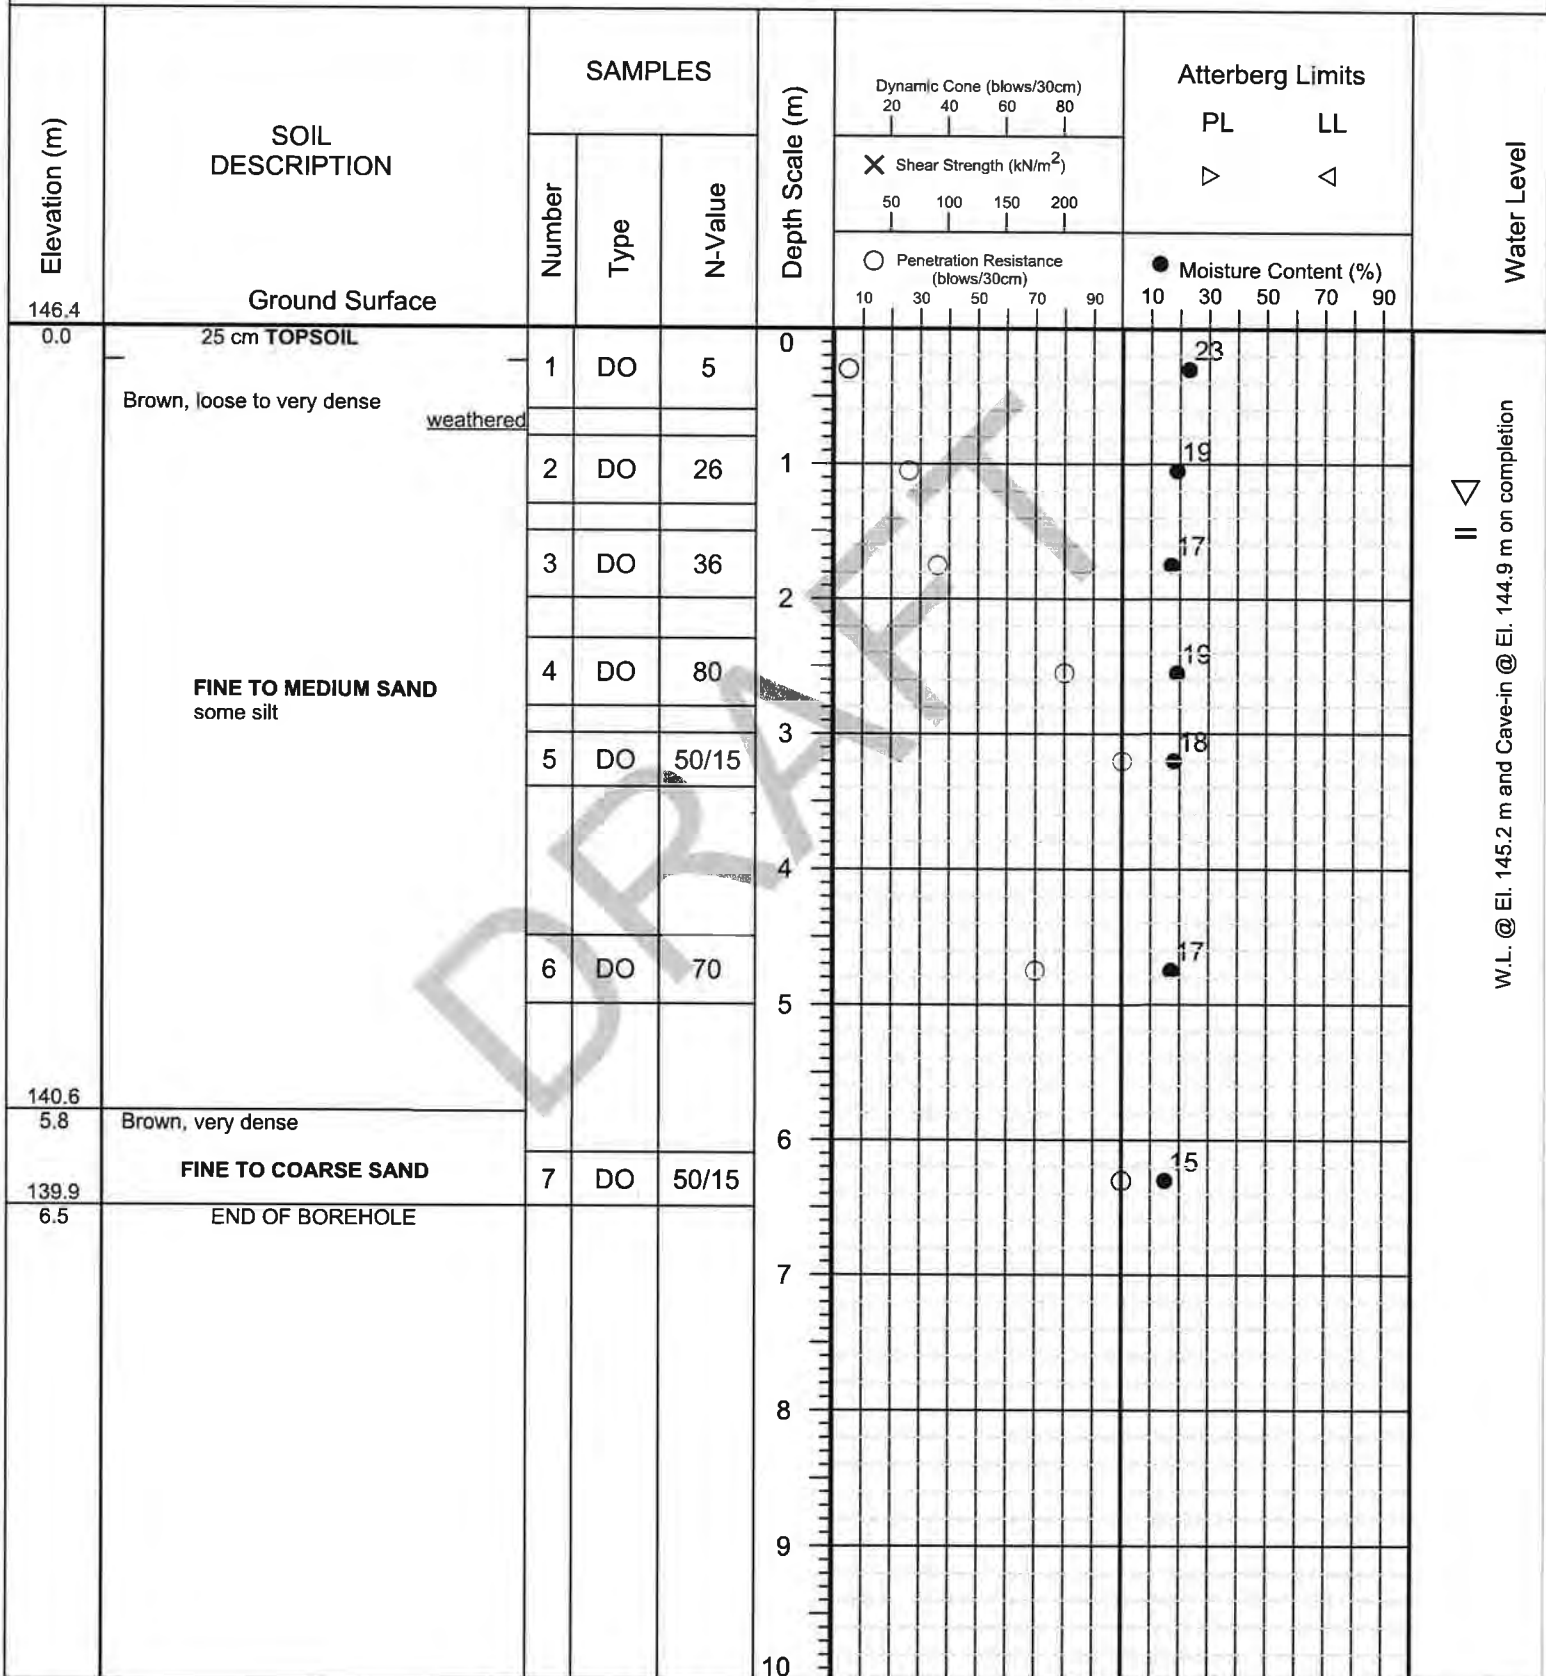 Elevation (m)
SOIL
DESCRIPTION
Ground Surface
SAMPLES
Number
Type
N-Value
Depth Scale (m)
Dynamic Cone (blows/30cm)
20 40 60 80
X Shear Strength (kN/m²)
50 100 150 200
○ Penetration Resistance
(blows/30cm)
10 30 50 70 90
Atterberg Limits
PL LL
● Moisture Content (%)
10 30 50 70 90
Water Level
146.4
0.0
25 cm TOPSOIL
Brown, loose to very dense
weathered
FINE TO MEDIUM SAND
some silt
140.6
5.8
Brown, very dense
FINE TO COARSE SAND
139.9
6.5
END OF BOREHOLE
1 DO 5
2 DO 26
3 DO 36
4 DO 80
5 DO 50/15
6 DO 70
7 DO 50/15
0
1
2
3
4
5
6
7
8
9
10
23
19
17
19
18
17
15
W.L. @ El. 145.2 m and Cave-in @ El. 144.9 m on completion
DRAFT